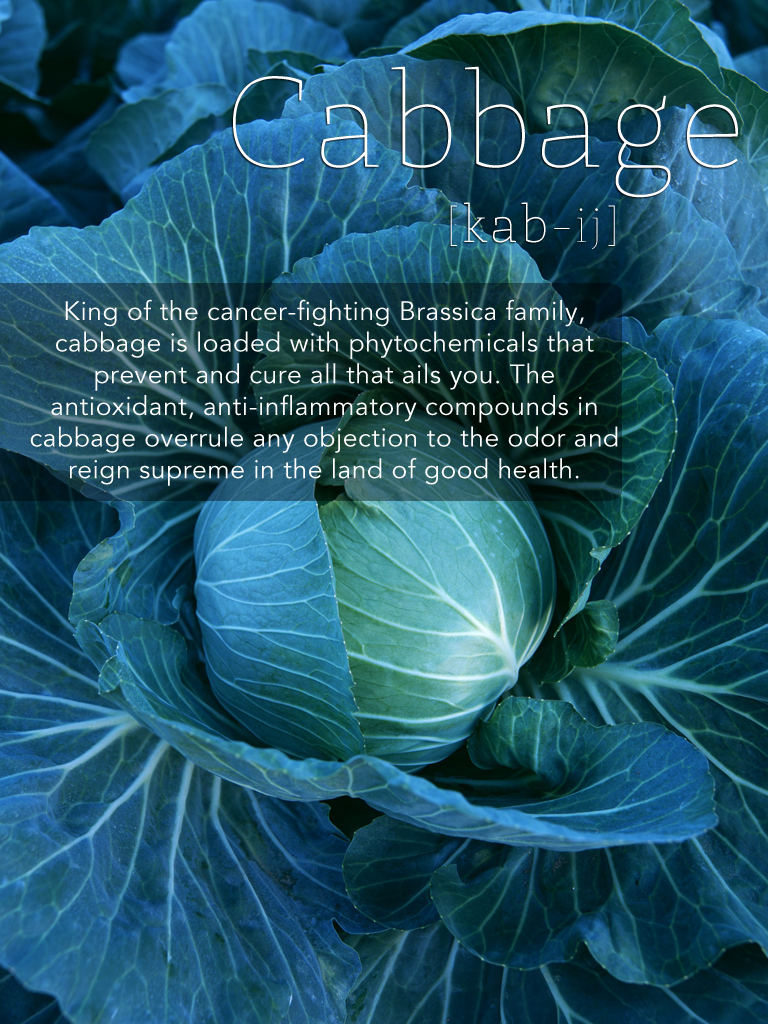 Cabbage
[kab-ij]
King of the cancer-fighting Brassica family,
cabbage is loaded with phytochemicals that
prevent and cure all that ails you. The
antioxidant, anti-inflammatory compounds in
cabbage overrule any objection to the odor and
reign supreme in the land of good health.